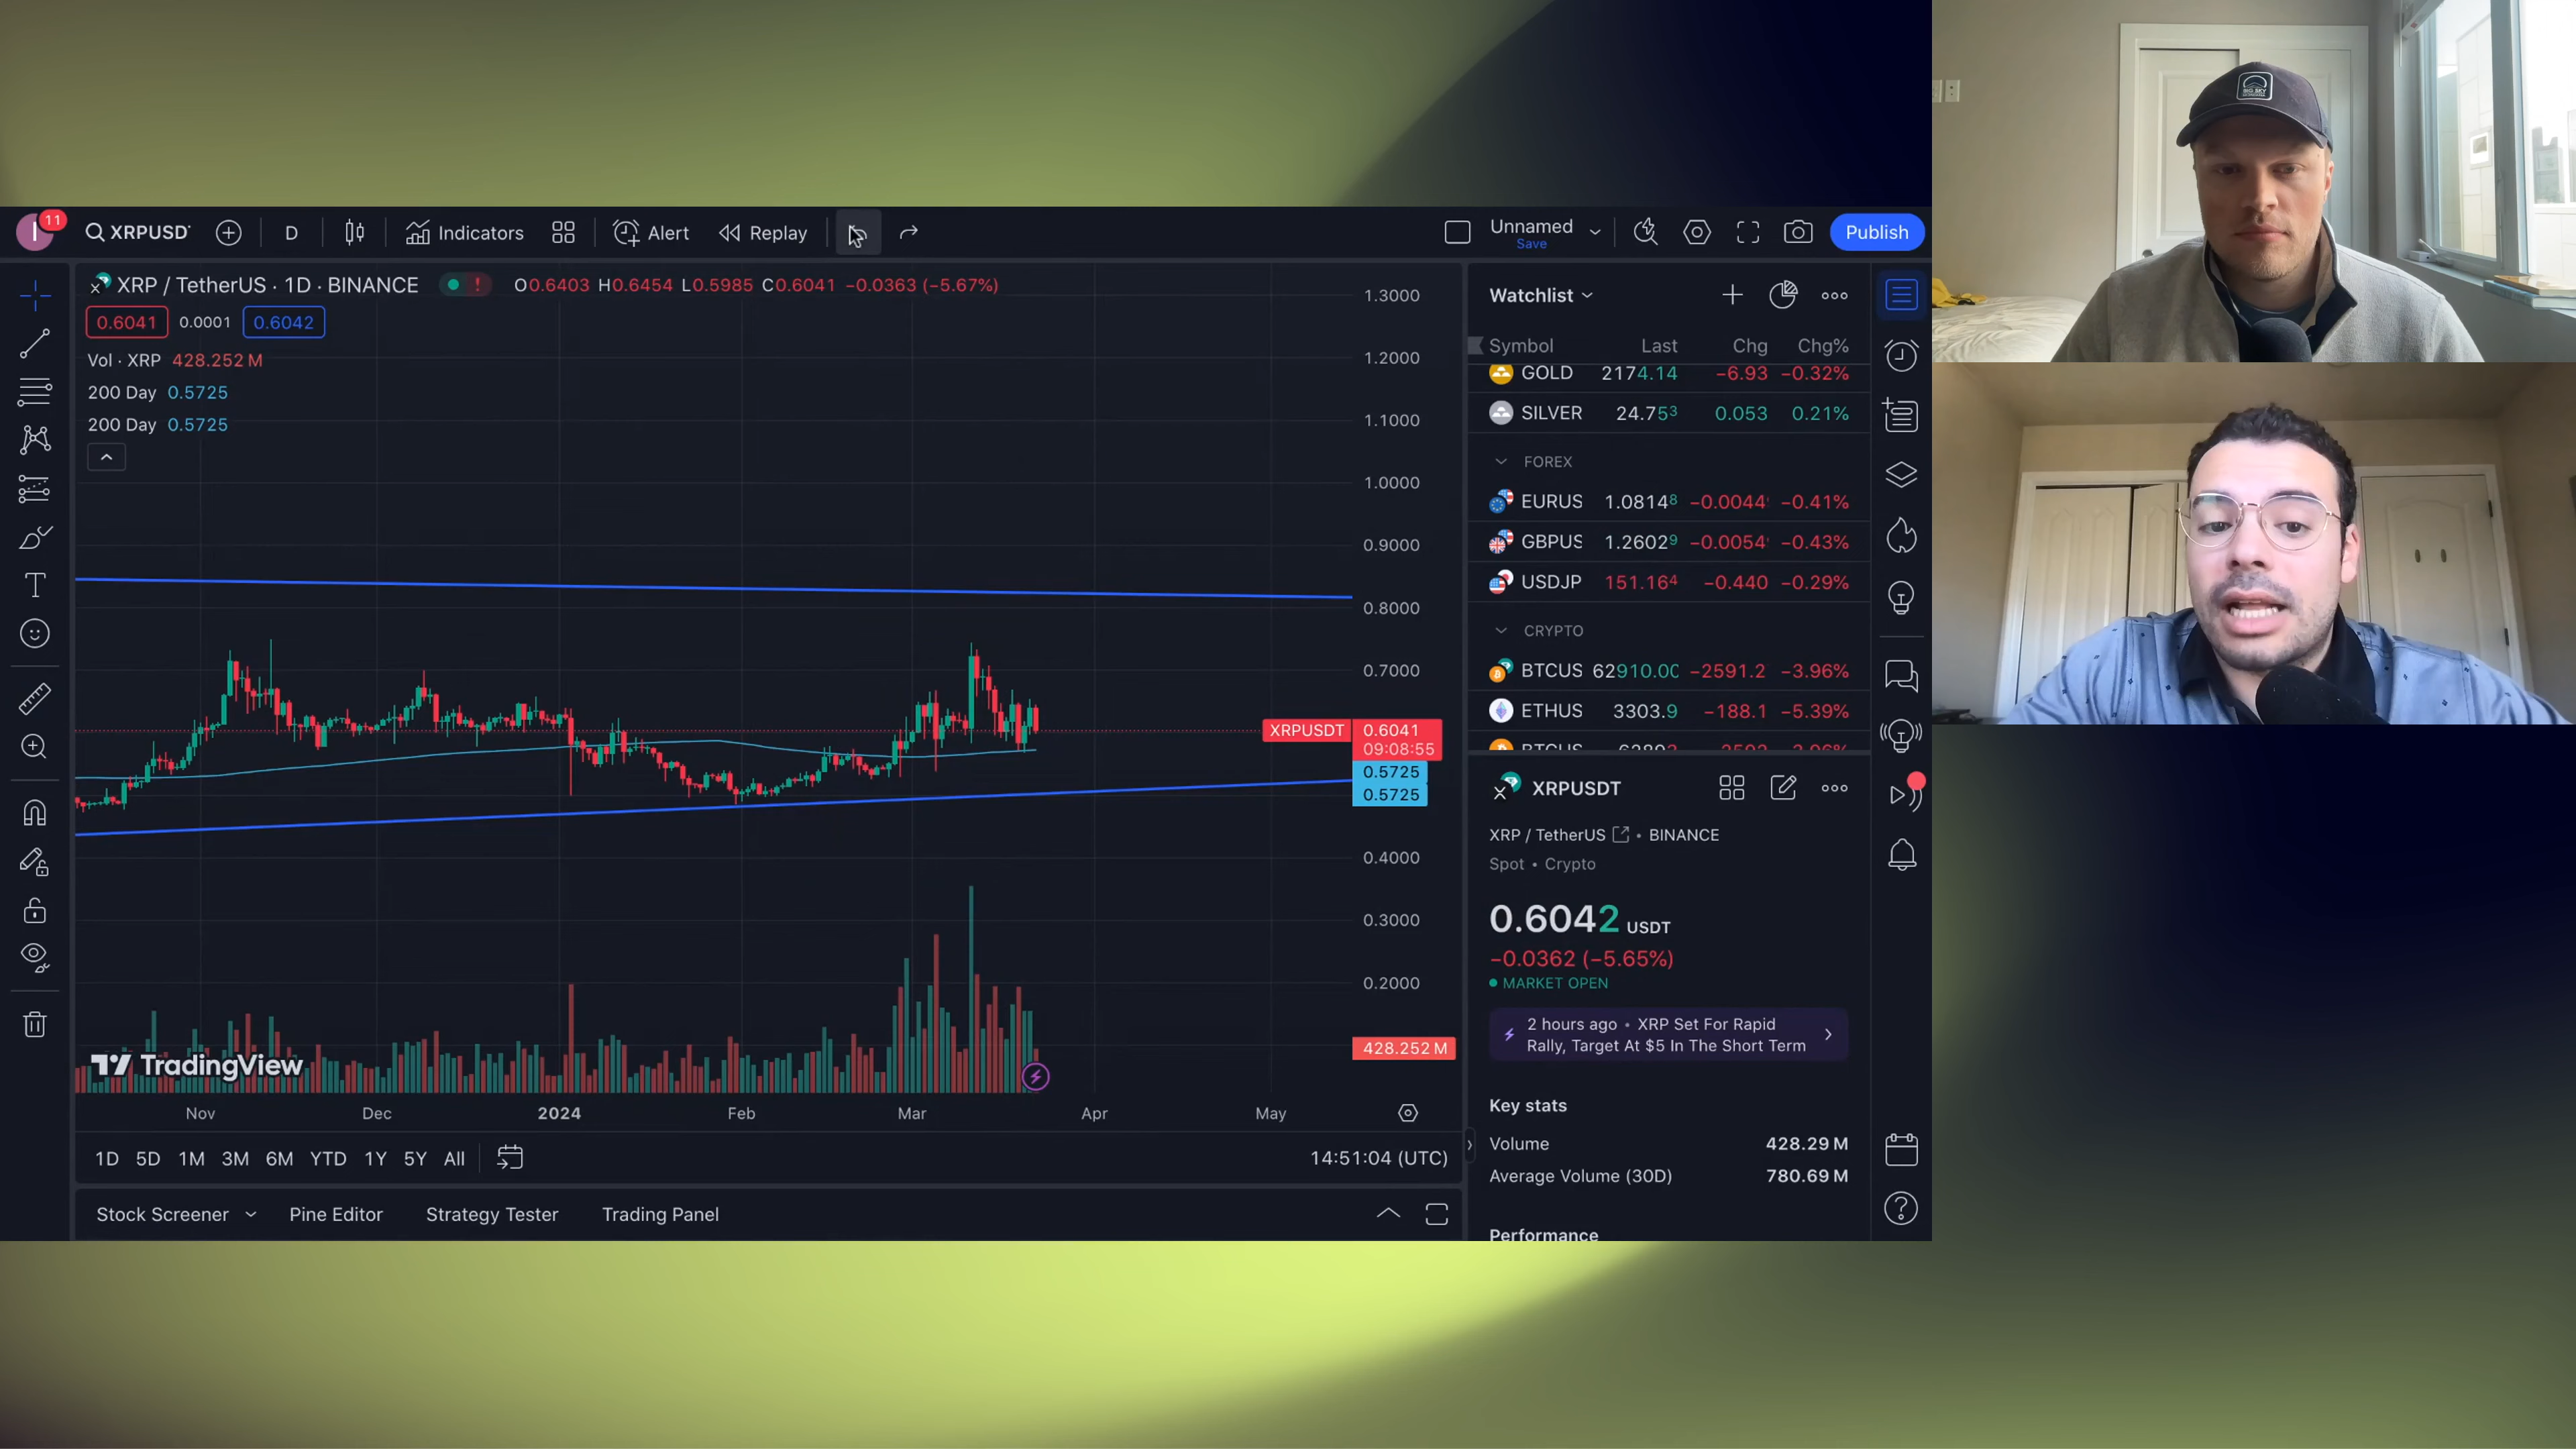 11
XRPUSD
D
Indicators
Alert
Replay
Unnamed
Save
Publish
XRP / TetherUS · 1D · BINANCE
O0.6403 H0.6454 L0.5985 C0.6041 −0.0363 (−5.67%)
0.6041 0.0001 0.6042
Vol · XRP 428.252 M
200 Day 0.5725
200 Day 0.5725
1.3000
1.2000
1.1000
1.0000
0.9000
0.8000
0.7000
XRPUSDT 0.6041
09:08:55
0.5725
0.5725
0.4000
0.3000
0.2000
428.252 M
TradingView
Nov Dec 2024 Feb Mar Apr May
1D 5D 1M 3M 6M YTD 1Y 5Y All
14:51:04 (UTC)
Stock Screener Pine Editor Strategy Tester Trading Panel
Watchlist
Symbol Last Chg Chg%
GOLD 2174.14 −6.93 −0.32%
SILVER 24.753 0.053 0.21%
FOREX
EURUS 1.08148 −0.0044 −0.41%
GBPUS 1.26029 −0.0054 −0.43%
USDJP 151.164 −0.440 −0.29%
CRYPTO
BTCUS 62910.00 −2591.2 −3.96%
ETHUS 3303.9 −188.1 −5.39%
XRPUSDT
XRP / TetherUS • BINANCE
Spot • Crypto
0.6042 USDT
−0.0362 (−5.65%)
MARKET OPEN
2 hours ago • XRP Set For Rapid
Rally, Target At $5 In The Short Term
Key stats
Volume 428.29 M
Average Volume (30D) 780.69 M
Performance
BIG SKY